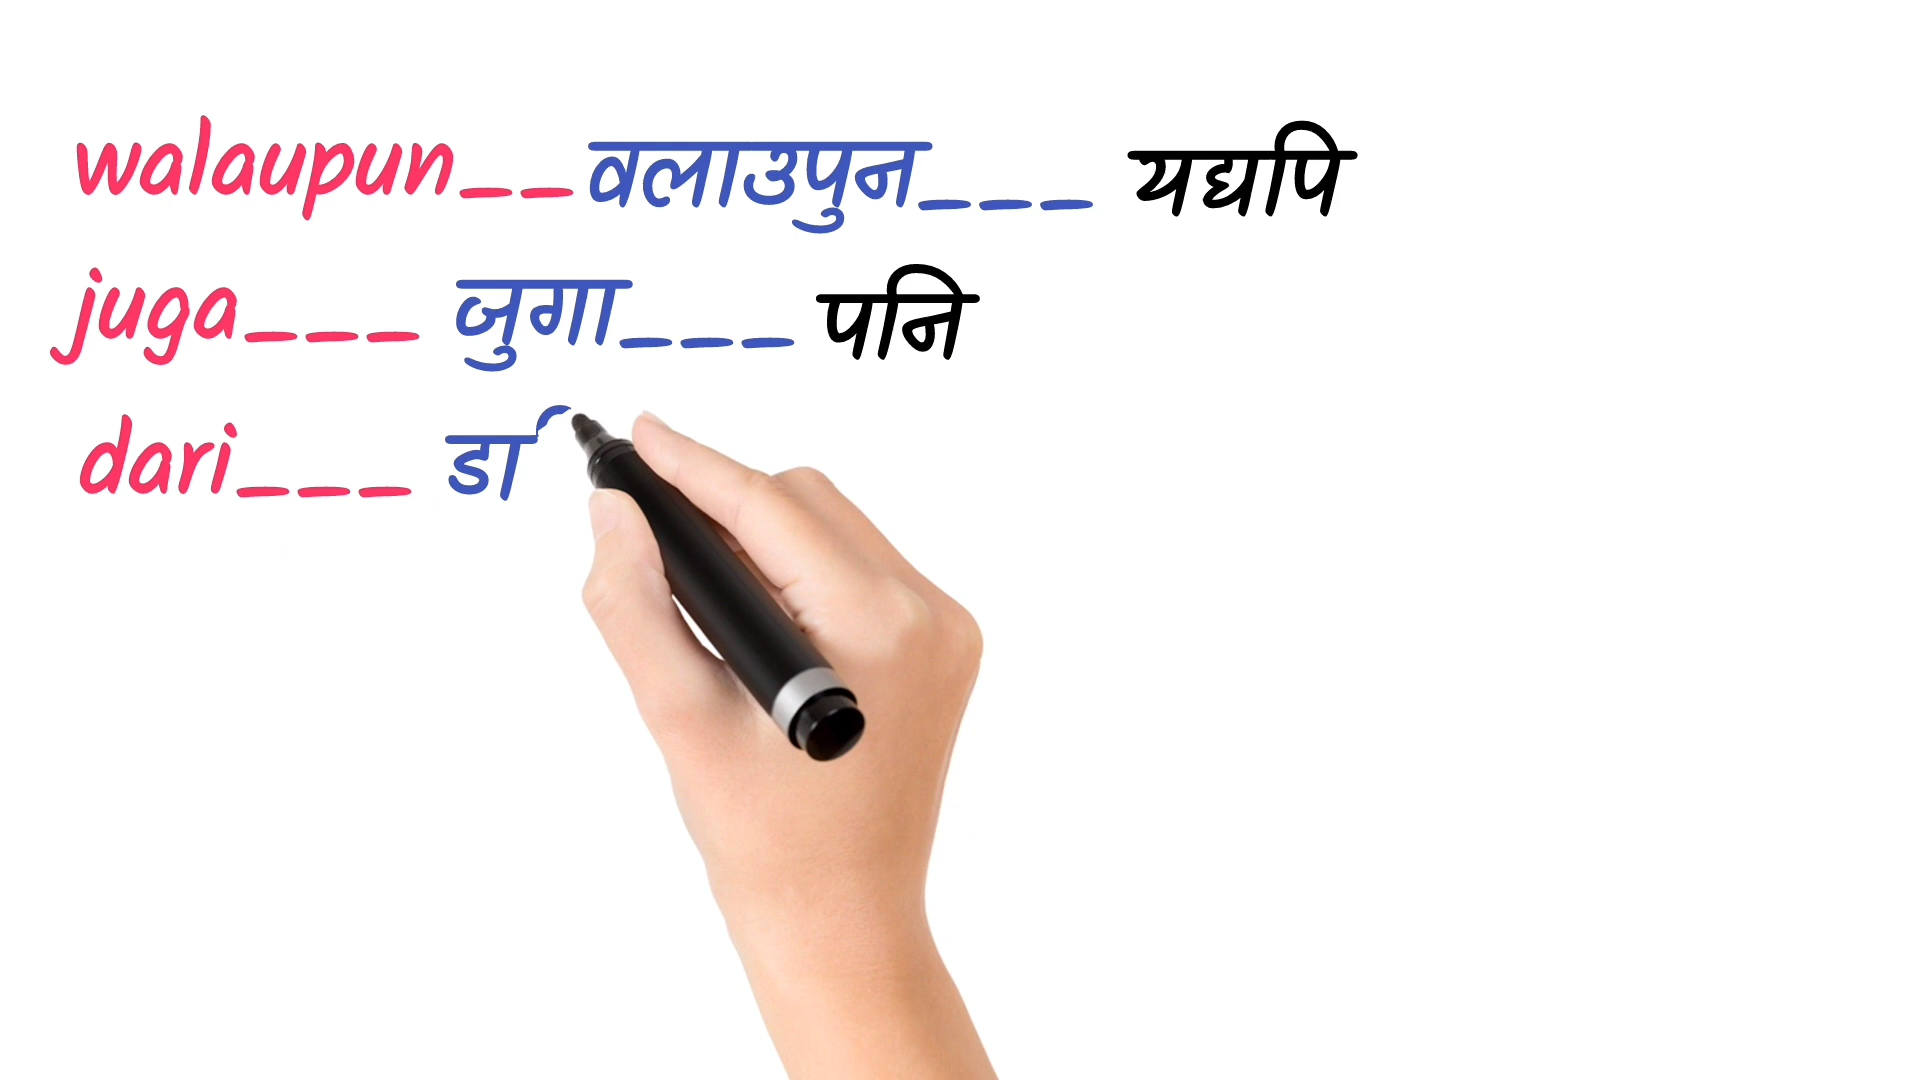 walaupun__वलाउपुन___ यद्यपि
juga___ जुगा___ पनि
dari___ डा